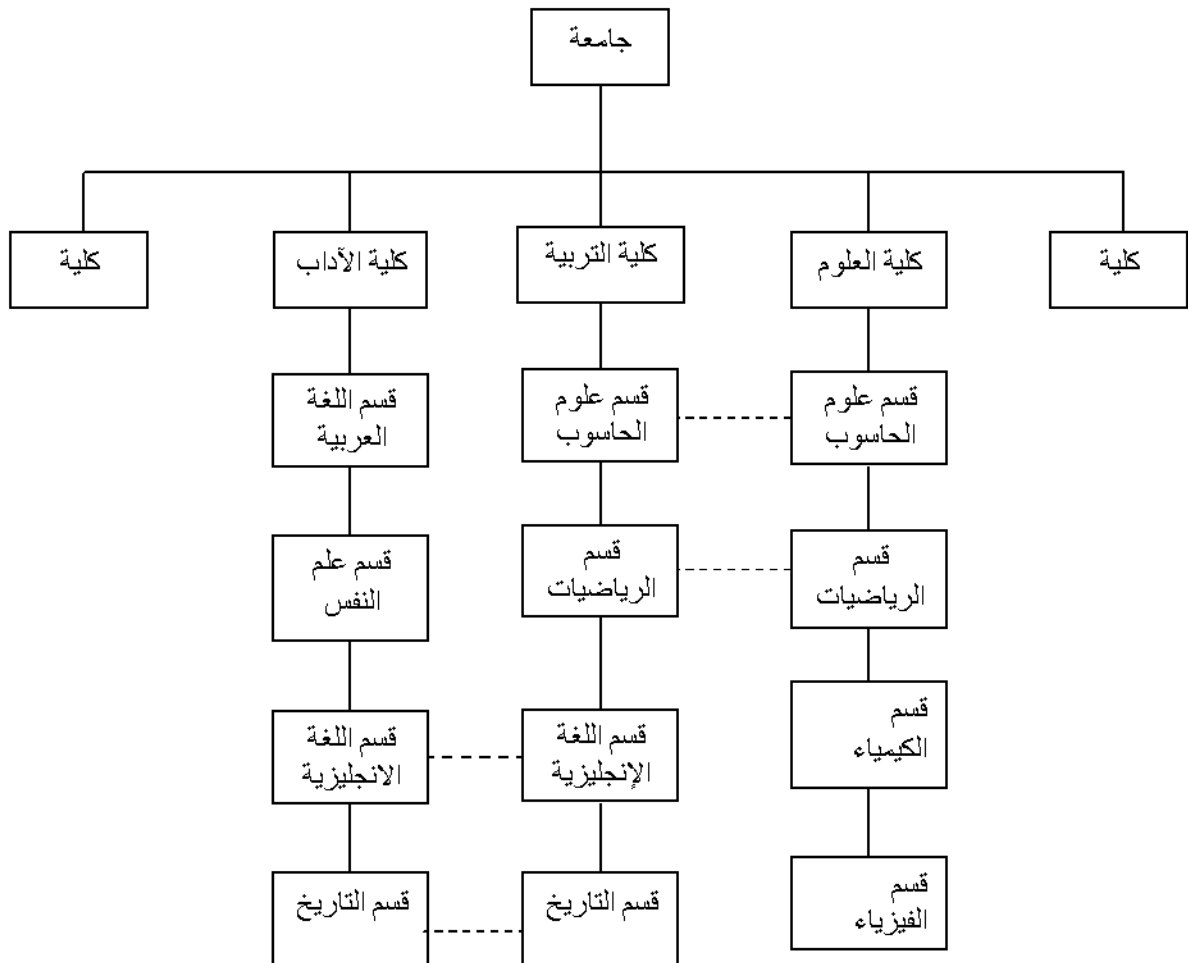 جامعة
كلية
كلية العلوم
كلية التربية
كلية الآداب
كلية
قسم علوم
الحاسوب
قسم علوم
الحاسوب
قسم اللغة
العربية
قسم
الرياضيات
قسم
الرياضيات
قسم علم
النفس
قسم
الكيمياء
قسم اللغة
الإنجليزية
قسم اللغة
الانجليزية
قسم
الفيزياء
قسم التاريخ
قسم التاريخ